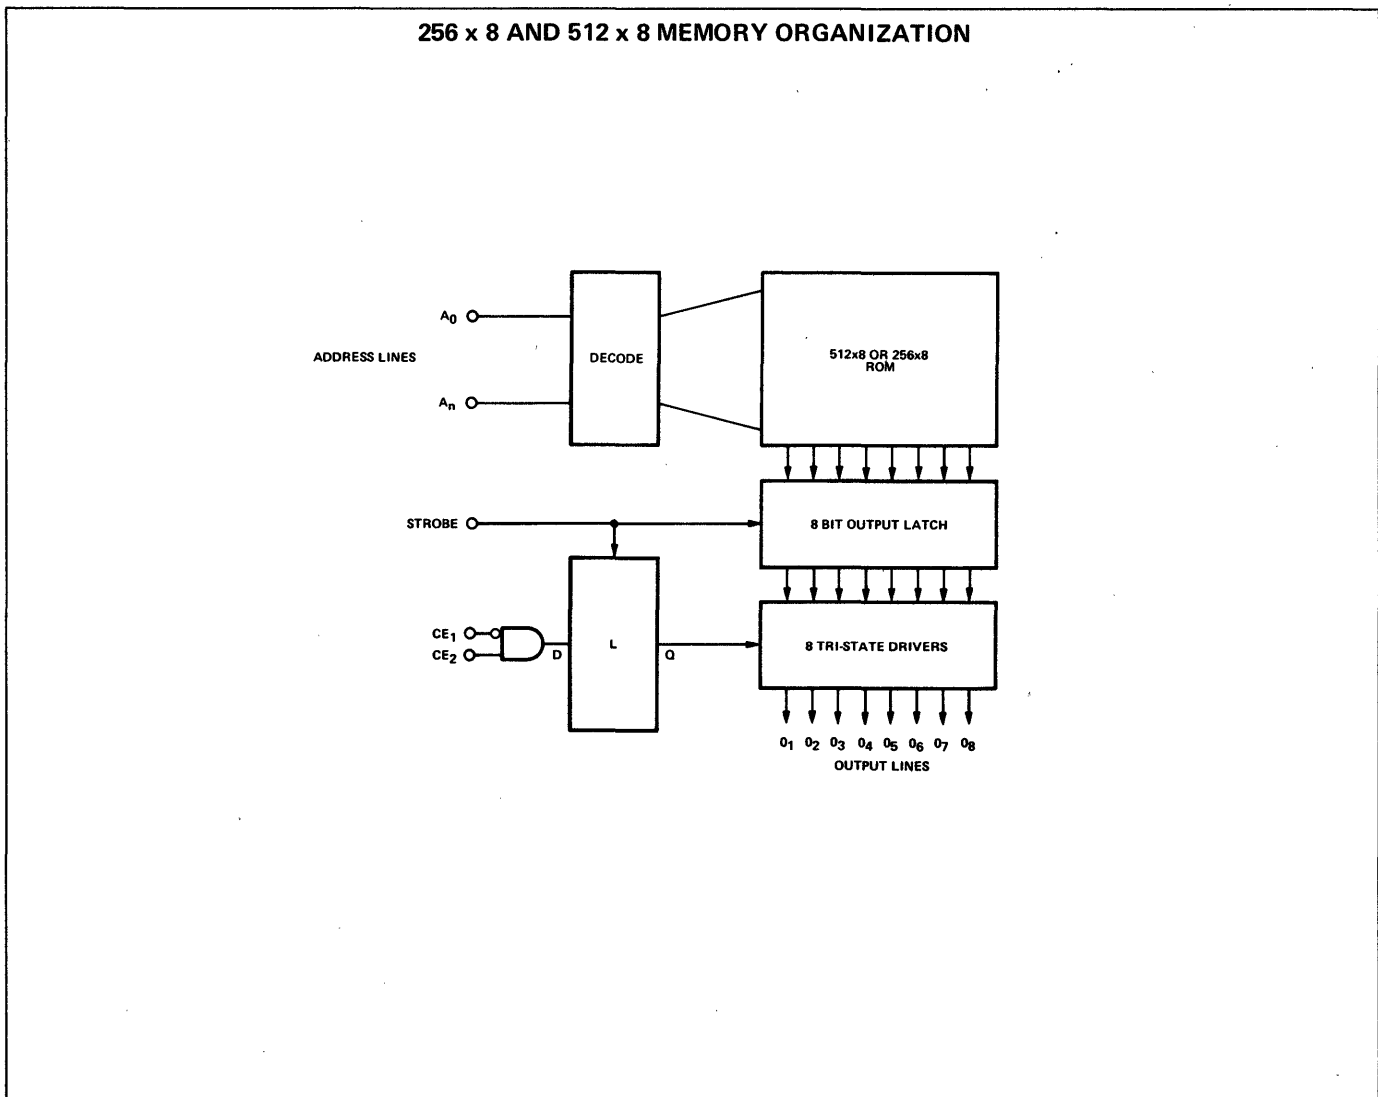 256 x 8 AND 512 x 8 MEMORY ORGANIZATION
A0
ADDRESS LINES
DECODE
512x8 OR 256x8
ROM
An
STROBE
8 BIT OUTPUT LATCH
CE1
CE2
D
L
Q
8 TRI-STATE DRIVERS
01 02 03 04 05 06 07 08
OUTPUT LINES